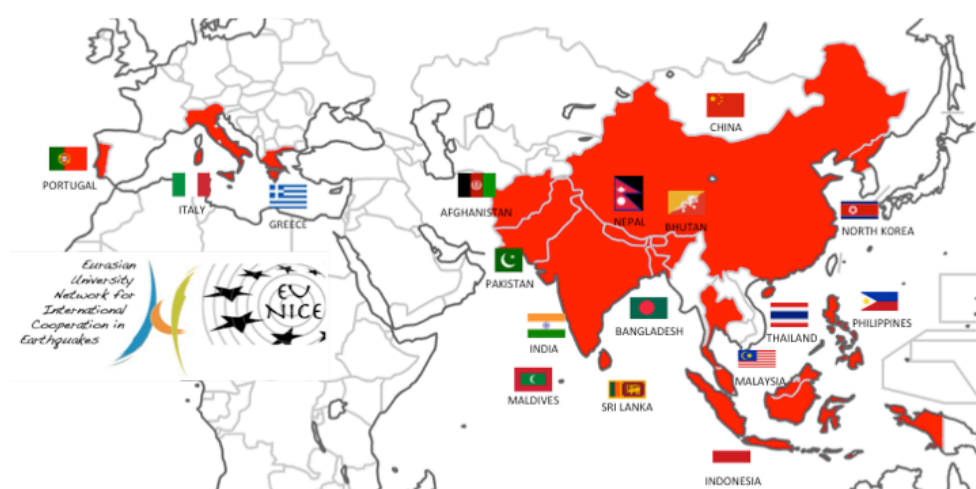 CHINA
PORTUGAL
ITALY
GREECE
AFGHANISTAN
NEPAL
BHUTAN
NORTH KOREA
Eurasian
University
Network for
International
Cooperation in
Earthquakes
EU
NICE
PAKISTAN
INDIA
BANGLADESH
THAILAND
PHILIPPINES
MALAYSIA
MALDIVES
SRI LANKA
INDONESIA